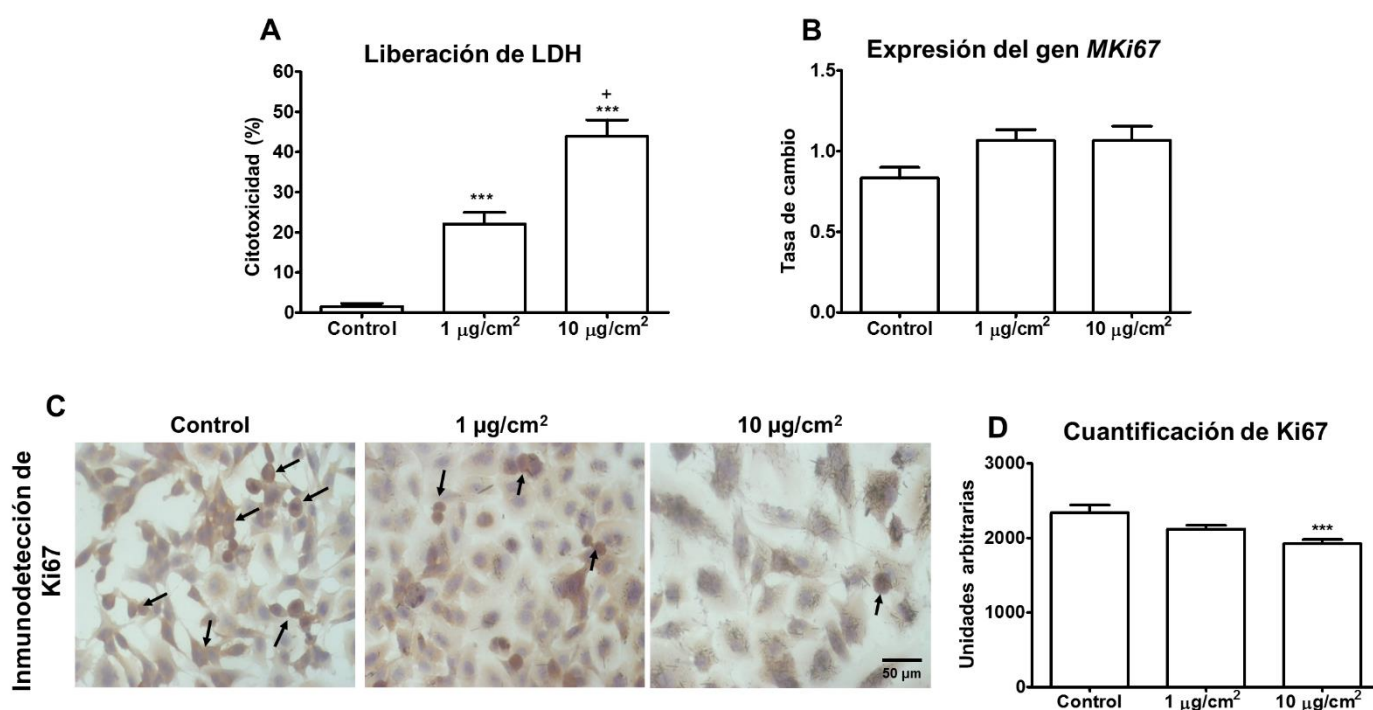 A
Liberación de LDH
Citotoxicidad (%)
60
50
40
30
20
10
0
***
+
***
Control
1 µg/cm²
10 µg/cm²
B
Expresión del gen MKi67
Tasa de cambio
1.5
1.0
0.5
0.0
Control
1 µg/cm²
10 µg/cm²
C
Inmunodetección de
Ki67
Control
1 µg/cm²
10 µg/cm²
50 µm
D
Cuantificación de Ki67
Unidades arbitrarias
3000
2000
1000
0
***
Control
1 µg/cm²
10 µg/cm²